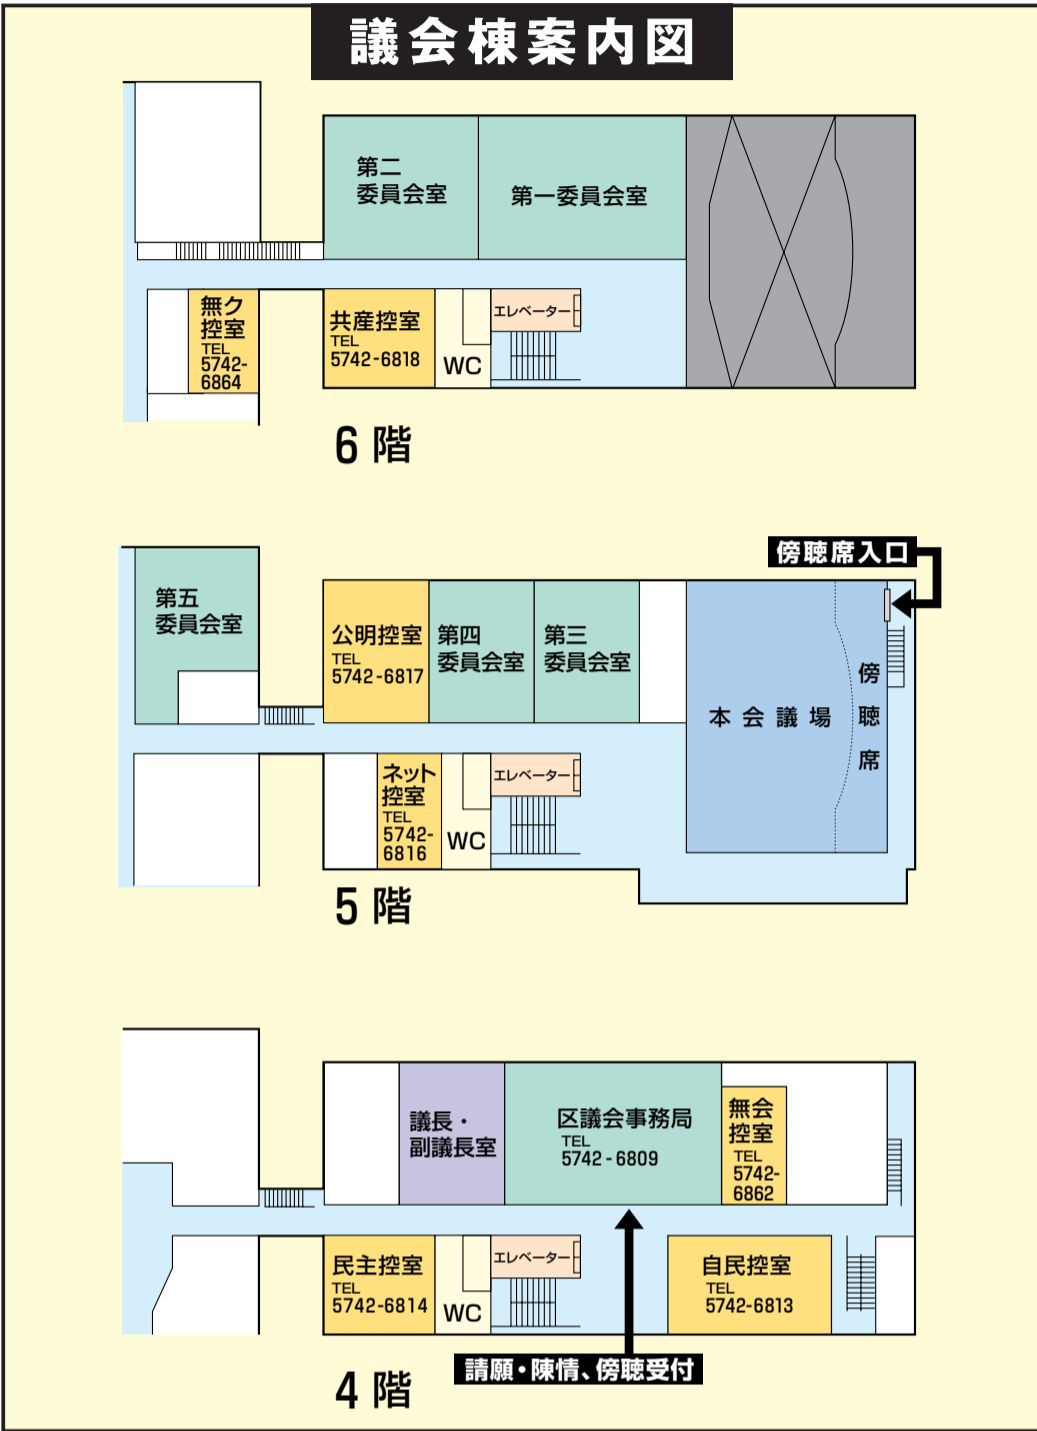 議会棟案内図
第二
委員会室
第一委員会室
無ク
控室
TEL
5742-
6864
共産控室
TEL
5742-6818
WC
エレベーター
6 階
傍聴席入口
第五
委員会室
公明控室
TEL
5742-6817
第四
委員会室
第三
委員会室
本会議場
傍聴席
ネット
控室
TEL
5742-
6816
WC
エレベーター
5 階
議長・
副議長室
区議会事務局
TEL
5742-6809
無会
控室
TEL
5742-
6862
民主控室
TEL
5742-6814
WC
エレベーター
自民控室
TEL
5742-6813
請願・陳情、傍聴受付
4 階